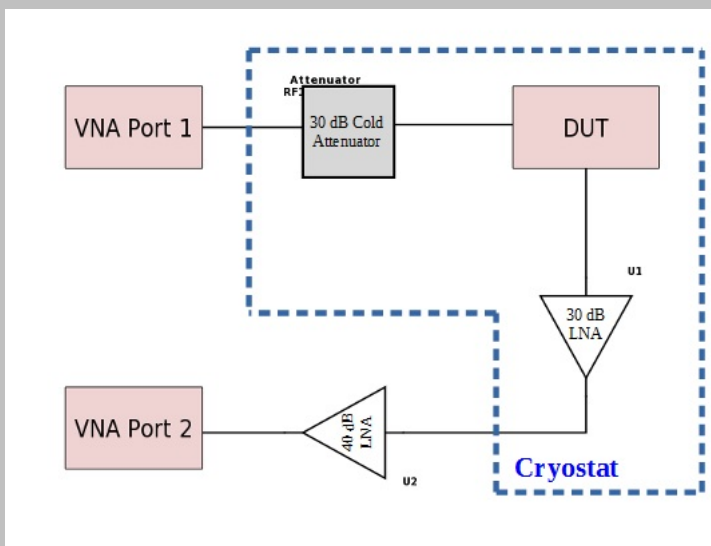 Attenuator
VNA Port 1
30 dB Cold
Attenuator
DUT
U1
30 dB
LNA
VNA Port 2
40 dB
LNA
U2
Cryostat